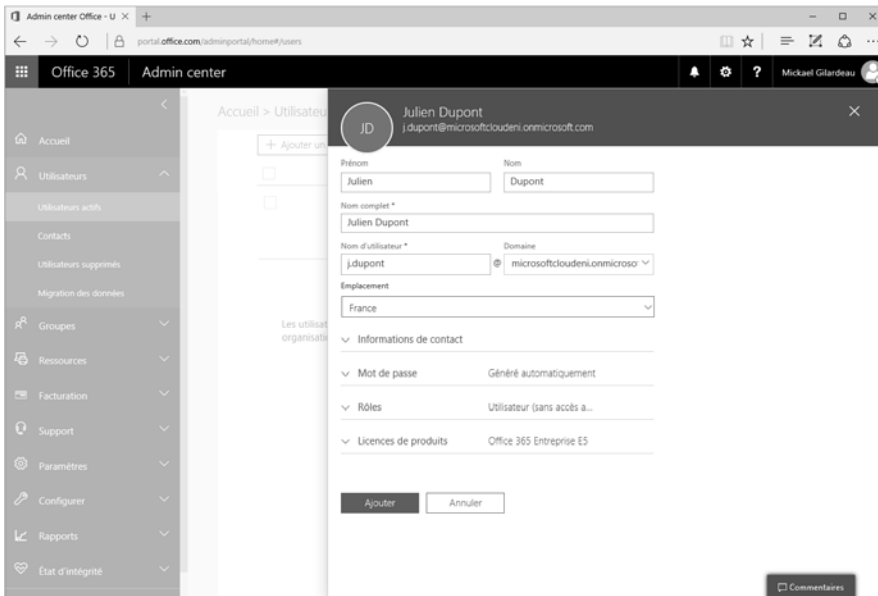 Admin center Office - U
portal.office.com/adminportal/home#/users
Office 365 Admin center
? Mickael Gilardeau
Accueil
Utilisateurs
Utilisateurs actifs
Contacts
Utilisateurs supprimés
Migration des données
Groupes
Ressources
Facturation
Support
Paramètres
Configurer
Rapports
État d'intégrité
Accueil > Utilisateu
+ Ajouter un
Les utilisat
organisati
JD
Julien Dupont
j.dupont@microsoftcloudeni.onmicrosoft.com
Prénom Nom
Julien Dupont
Nom complet *
Julien Dupont
Nom d'utilisateur * Domaine
j.dupont @ microsoftcloudeni.onmicroso
Emplacement
France
Informations de contact
Mot de passe Généré automatiquement
Rôles Utilisateur (sans accès a...
Licences de produits Office 365 Entreprise E5
Ajouter Annuler
Commentaires